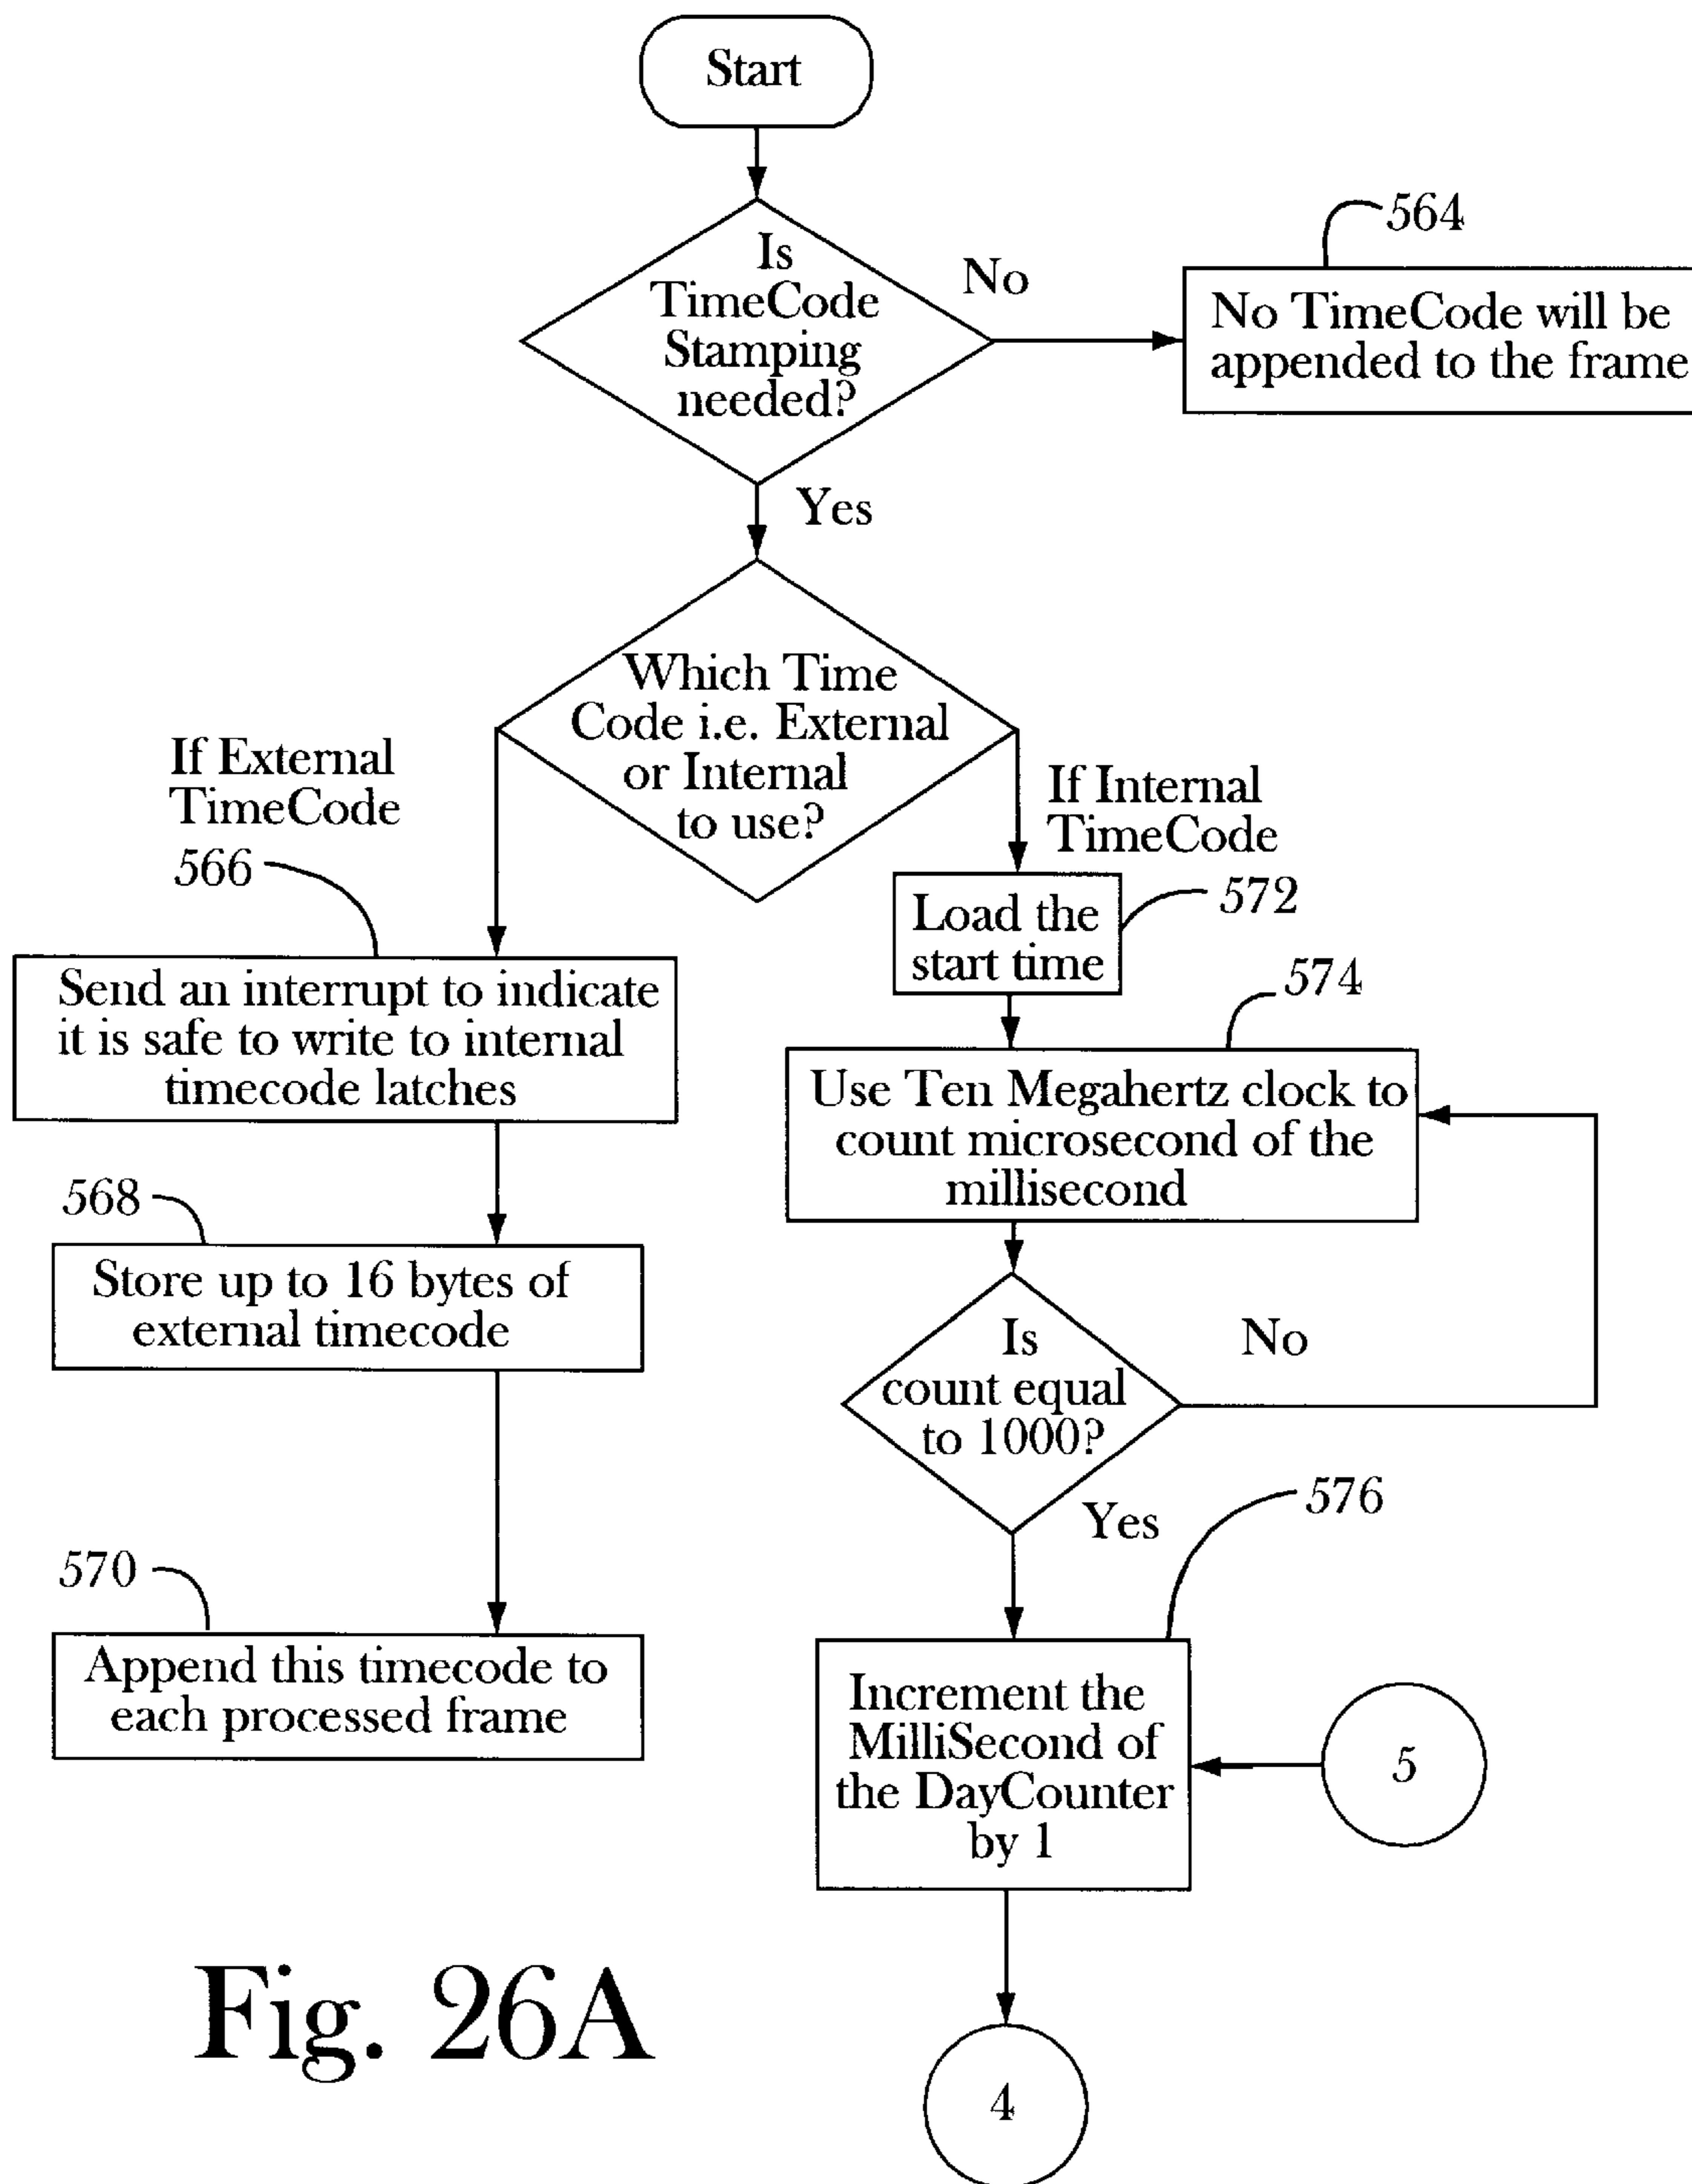 Start
Is
TimeCode
Stamping
needed?
No
564
No TimeCode will be
appended to the frame
Yes
Which Time
Code i.e. External
or Internal
to use?
If External
TimeCode
566
If Internal
TimeCode
572
Load the
start time
Send an interrupt to indicate
it is safe to write to internal
timecode latches
574
Use Ten Megahertz clock to
count microsecond of the
millisecond
568
Store up to 16 bytes of
external timecode
Is
count equal
to 1000?
No
Yes
576
570
Append this timecode to
each processed frame
Increment the
MilliSecond of
the DayCounter
by 1
5
4
Fig. 26A